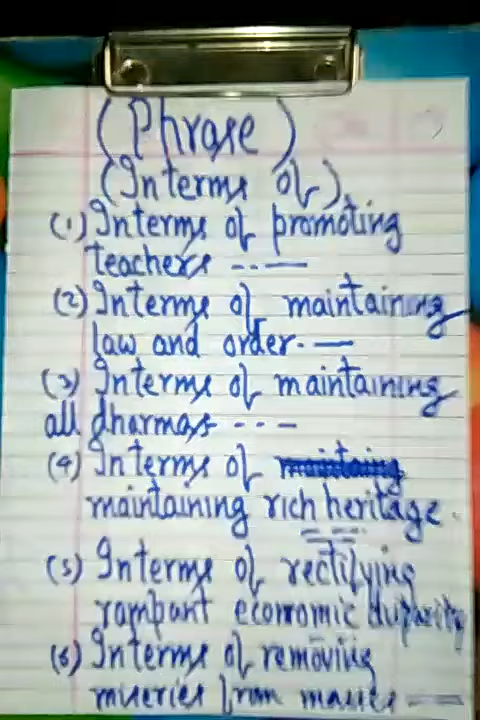 (Phrase)
(Interms of)
(1) Interms of promoting
teachers -----
(2) Interms of maintaining
law and order. —
(3) Interms of maintaining
all dharmas ---
(4) Interms of
maintaining rich heritage.
(5) Interms of rectifying
rampant economic disparity
(6) Interms of removing
miseries from masses